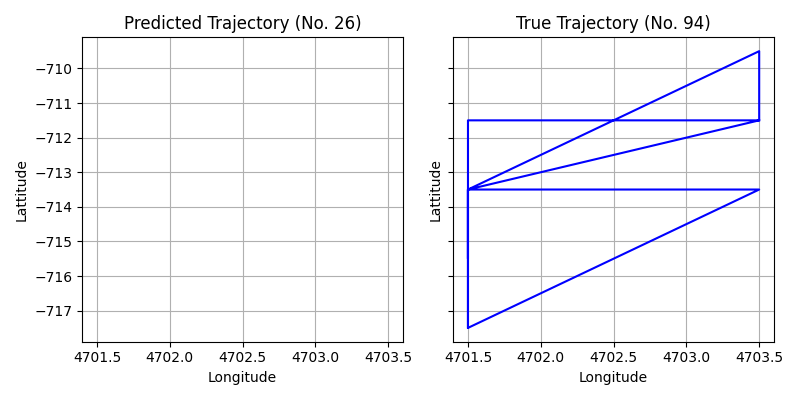 Predicted Trajectory (No. 26)
True Trajectory (No. 94)
−710
−711
−712
−713
−714
−715
−716
−717
Lattitude
Lattitude
4701.5 4702.0 4702.5 4703.0 4703.5
4701.5 4702.0 4702.5 4703.0 4703.5
Longitude
Longitude